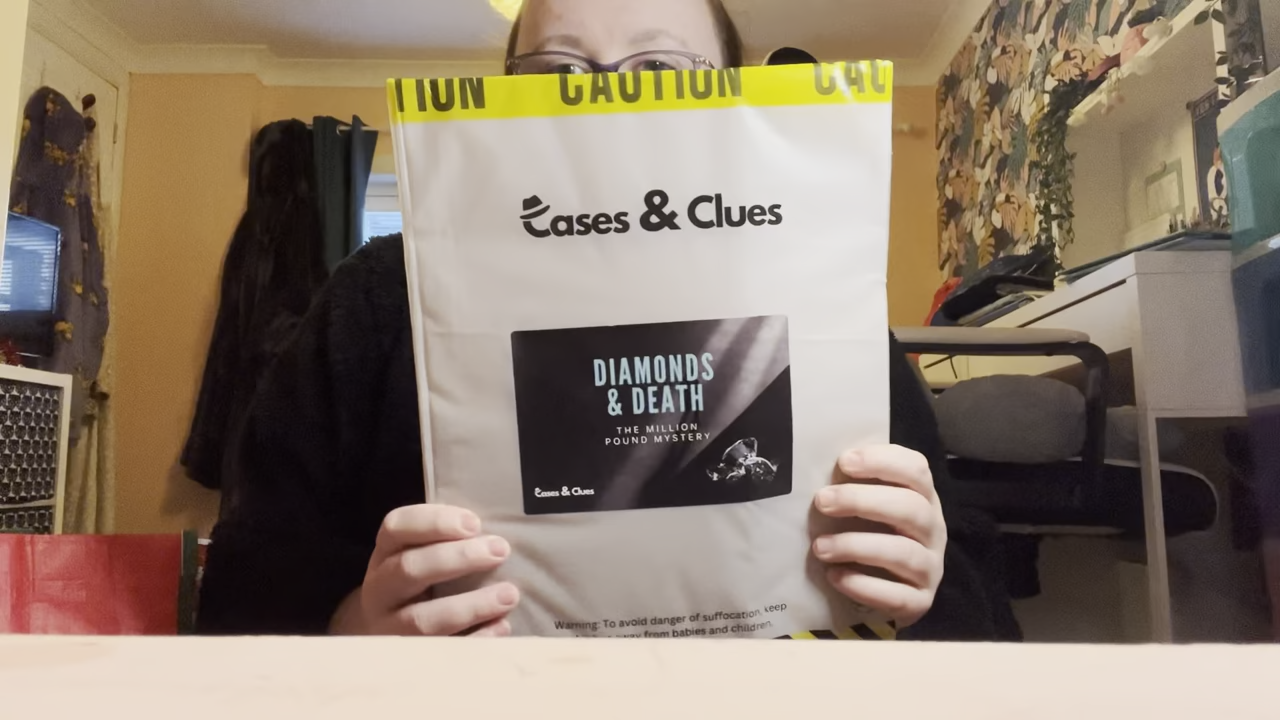 TION CAUTION CAU
Cases & Clues
DIAMONDS
& DEATH
THE MILLION
POUND MYSTERY
Cases & Clues
Warning: To avoid danger of suffocation, keep
away from babies and children.